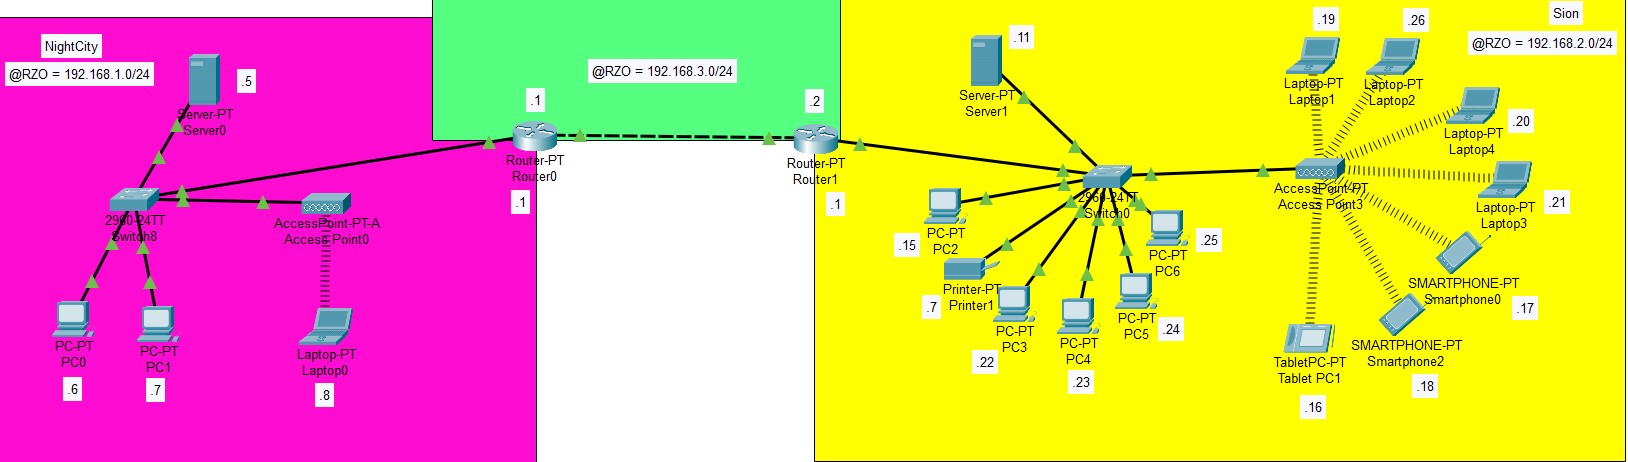 NightCity
@RZO = 192.168.1.0/24
.5
Server-PT
Server0
2960-24TT
Switch8
AccessPoint-PT-A
Access Point0
PC-PT
PC0
.6
PC-PT
PC1
.7
Laptop-PT
Laptop0
.8
@RZO = 192.168.3.0/24
.1
Router-PT
Router0
.1
.2
Router-PT
Router1
.1
Sion
@RZO = 192.168.2.0/24
.11
Server-PT
Server1
2960-24TT
Switch0
.15
PC-PT
PC2
Printer-PT
Printer1
.7
PC-PT
PC3
.22
PC-PT
PC4
.23
PC-PT
PC5
.24
PC-PT
PC6
.25
AccessPoint-PT
Access Point3
.19
Laptop-PT
Laptop1
.26
Laptop-PT
Laptop2
Laptop-PT
Laptop4
.20
Laptop-PT
Laptop3
.21
SMARTPHONE-PT
Smartphone0
.17
SMARTPHONE-PT
Smartphone2
.18
TabletPC-PT
Tablet PC1
.16